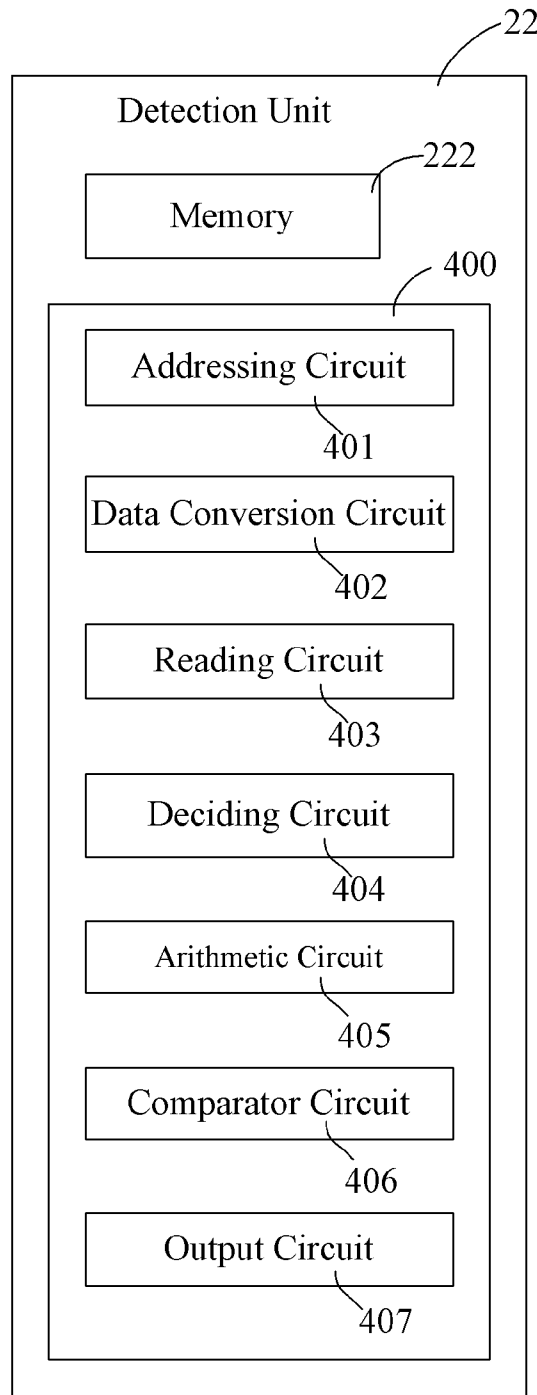 22
Detection Unit
222
Memory
400
Addressing Circuit
401
Data Conversion Circuit
402
Reading Circuit
403
Deciding Circuit
404
Arithmetic Circuit
405
Comparator Circuit
406
Output Circuit
407